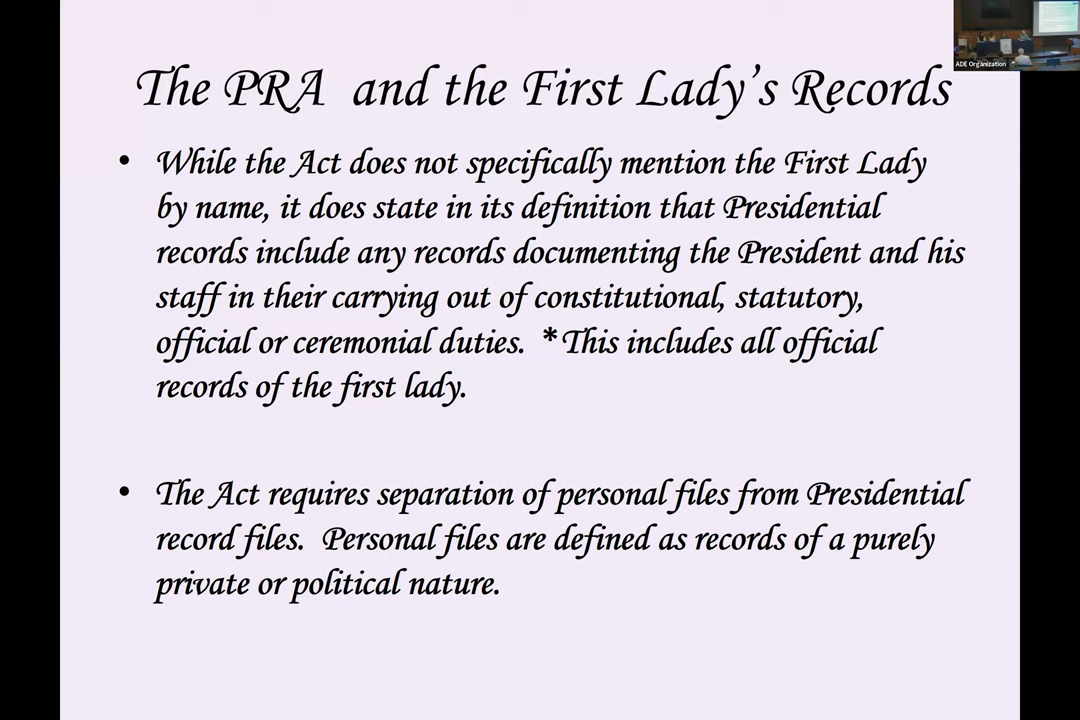 The PRA and the First Lady's Records
• While the Act does not specifically mention the First Lady
by name, it does state in its definition that Presidential
records include any records documenting the President and his
staff in their carrying out of constitutional, statutory,
official or ceremonial duties. *This includes all official
records of the first lady.
• The Act requires separation of personal files from Presidential
record files. Personal files are defined as records of a purely
private or political nature.
ADE Organization